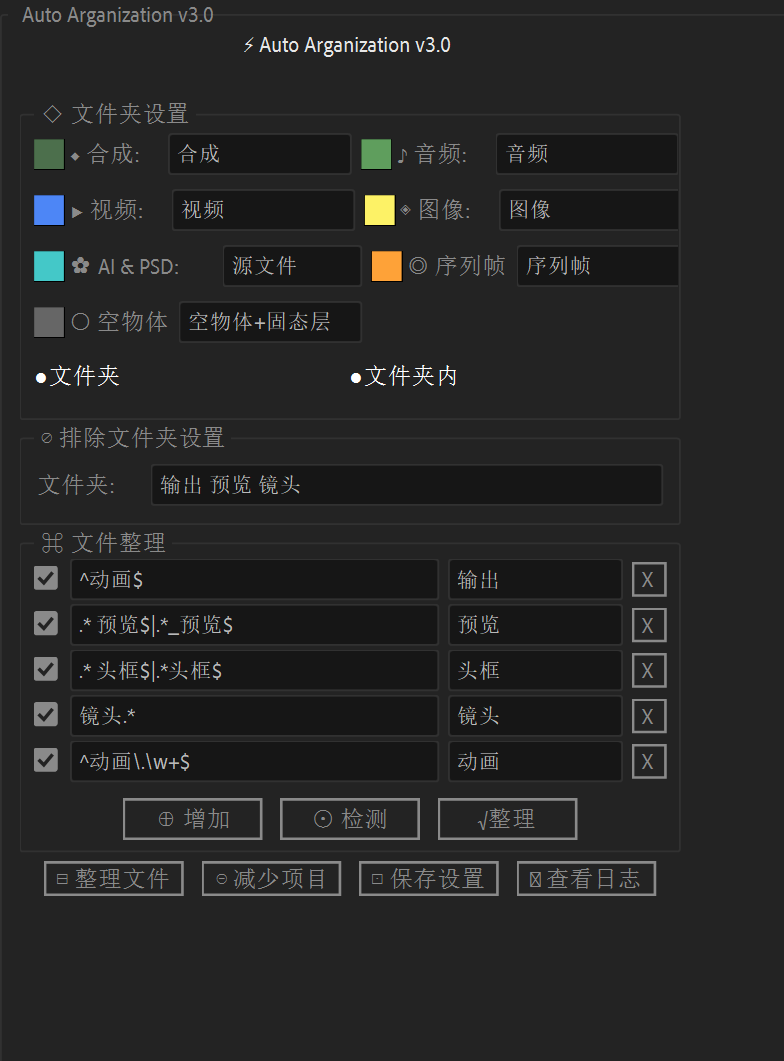 Auto Arganization v3.0
⚡ Auto Arganization v3.0
◇ 文件夹设置
◆ 合成: 合成 ♪ 音频: 音频
▶ 视频: 视频 ◈ 图像: 图像
✿ AI & PSD: 源文件 ◎ 序列帧 序列帧
○ 空物体 空物体+固态层
●文件夹 ●文件夹内
⊘ 排除文件夹设置
文件夹: 输出 预览 镜头
⌘ 文件整理
^动画$ 输出 X
.* 预览$|.*_预览$ 预览 X
.* 头框$|.*头框$ 头框 X
镜头.* 镜头 X
^动画\.\w+$ 动画 X
⊕ 增加 ⊙ 检测 √整理
⊟ 整理文件 ⊖ 减少项目 ⊡ 保存设置 查看日志